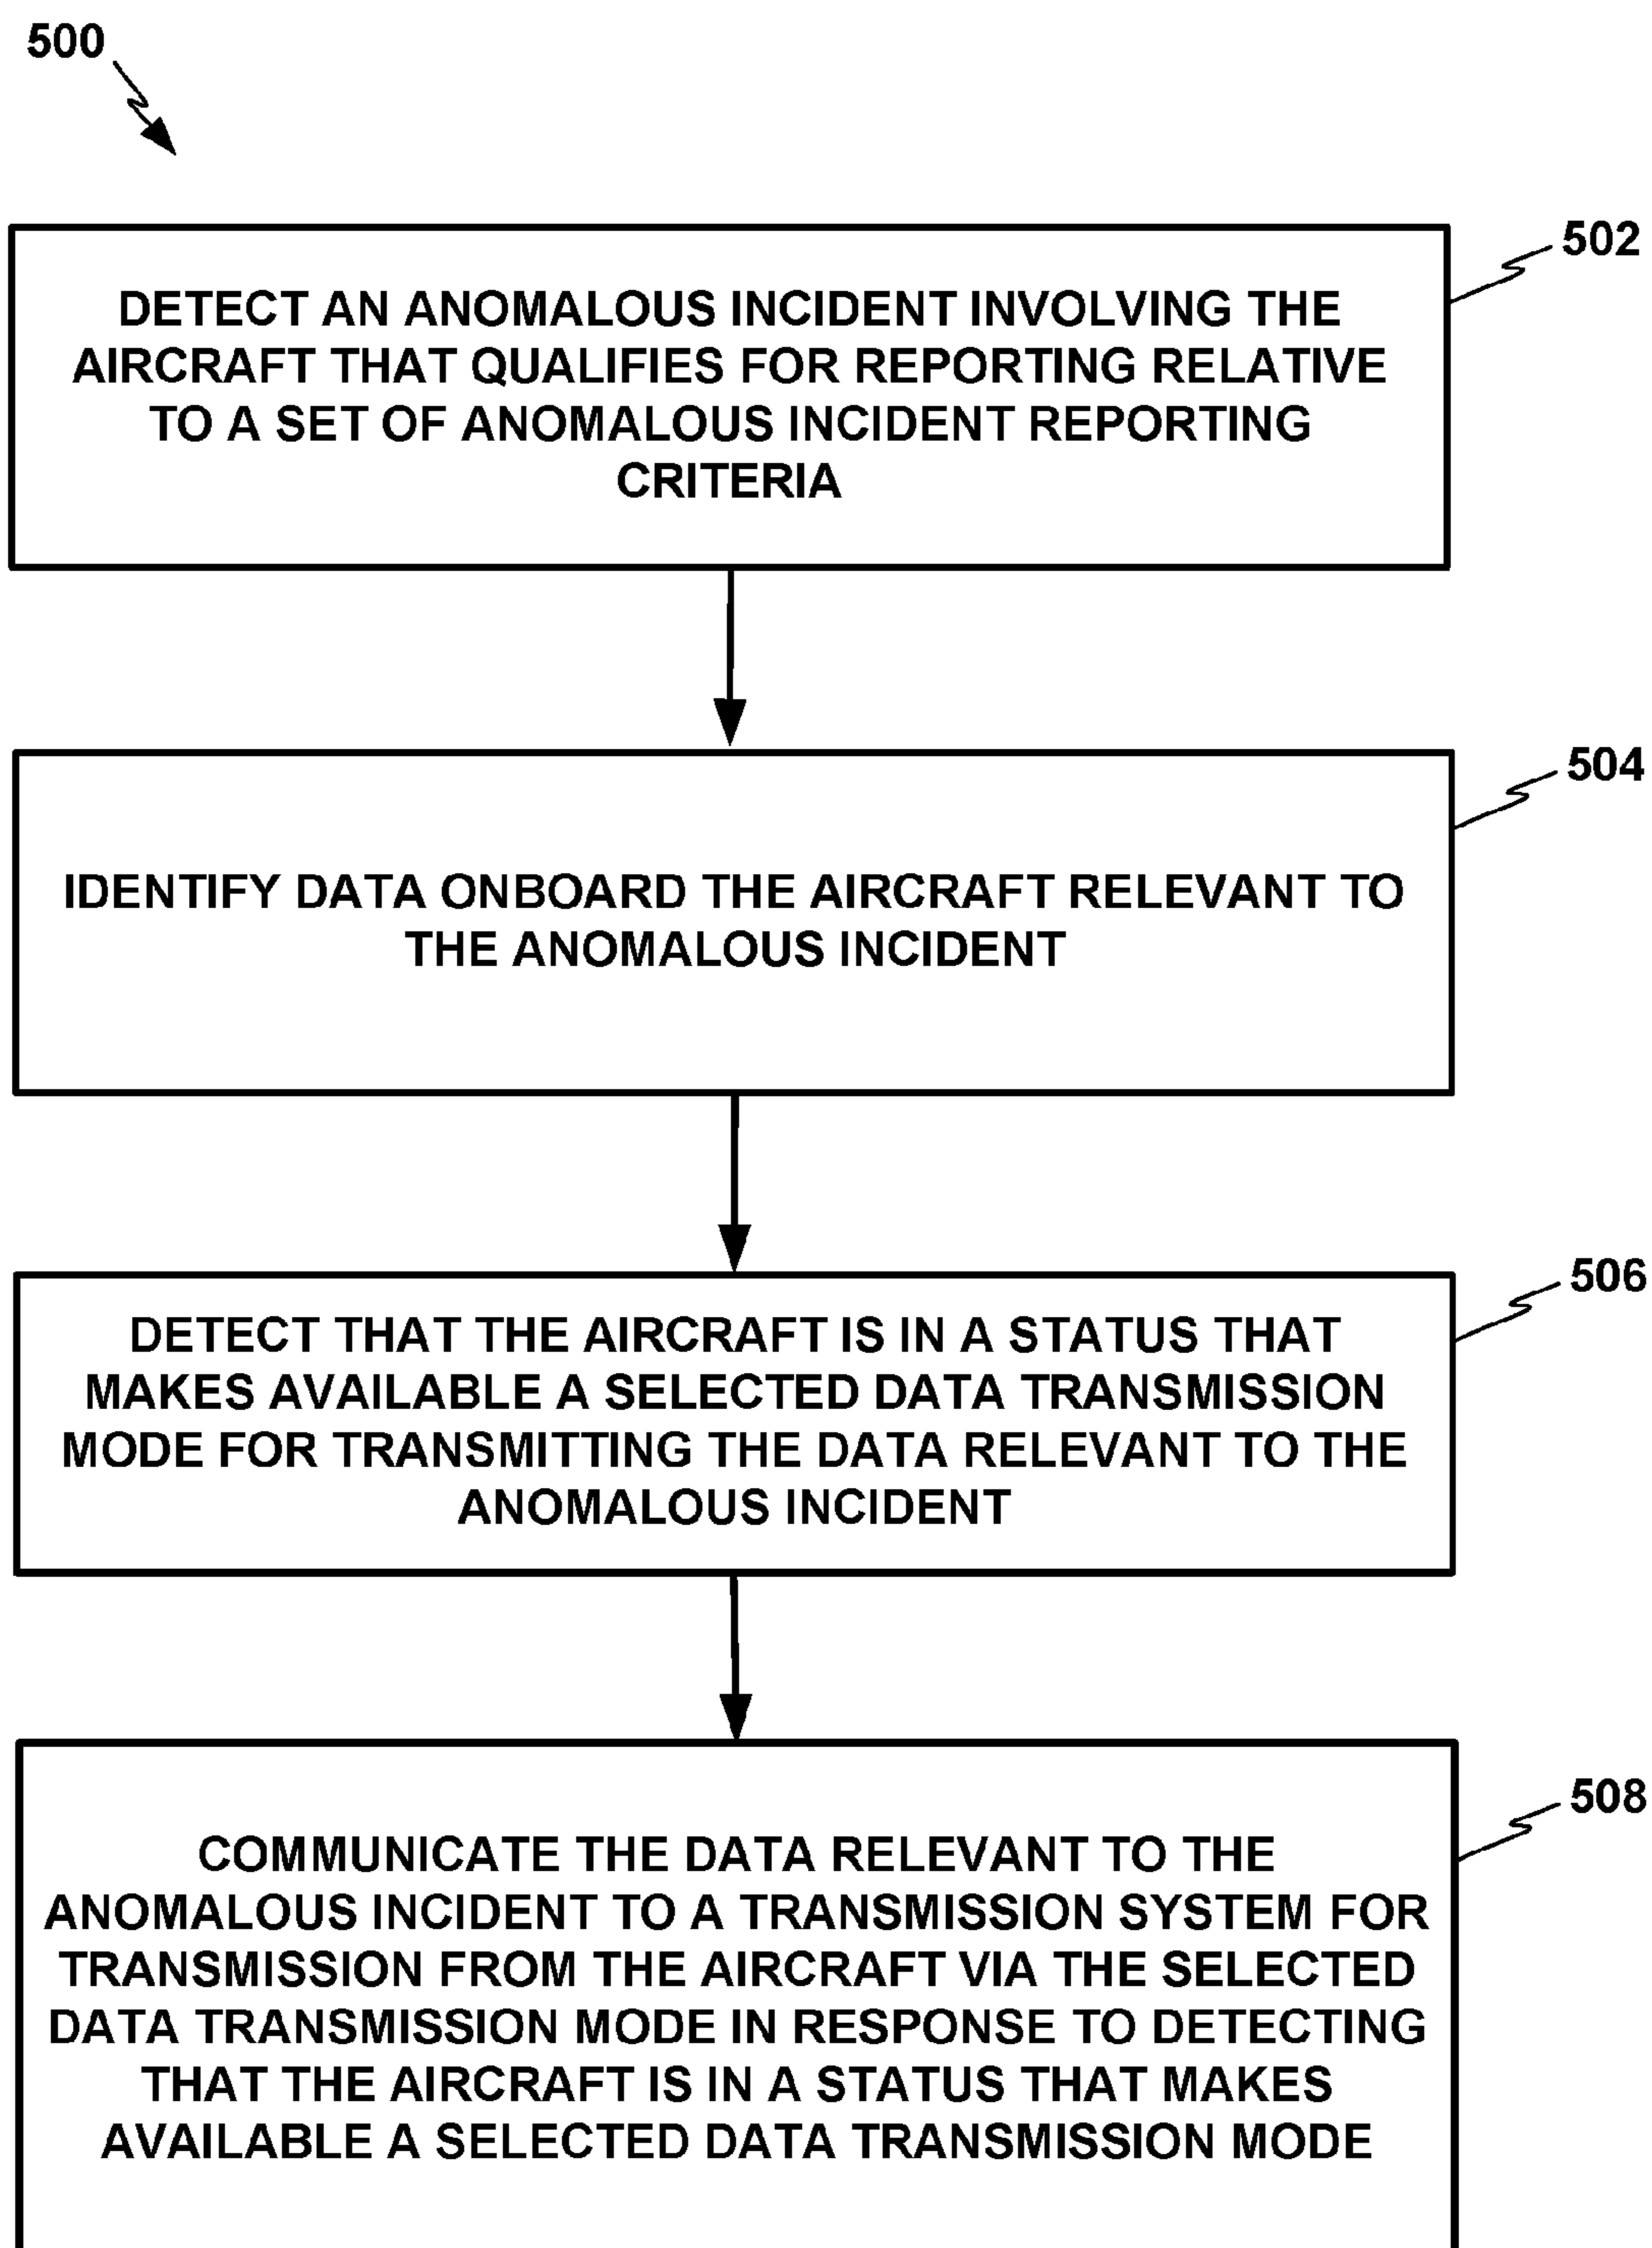 500
502
DETECT AN ANOMALOUS INCIDENT INVOLVING THE
AIRCRAFT THAT QUALIFIES FOR REPORTING RELATIVE
TO A SET OF ANOMALOUS INCIDENT REPORTING
CRITERIA
504
IDENTIFY DATA ONBOARD THE AIRCRAFT RELEVANT TO
THE ANOMALOUS INCIDENT
506
DETECT THAT THE AIRCRAFT IS IN A STATUS THAT
MAKES AVAILABLE A SELECTED DATA TRANSMISSION
MODE FOR TRANSMITTING THE DATA RELEVANT TO THE
ANOMALOUS INCIDENT
508
COMMUNICATE THE DATA RELEVANT TO THE
ANOMALOUS INCIDENT TO A TRANSMISSION SYSTEM FOR
TRANSMISSION FROM THE AIRCRAFT VIA THE SELECTED
DATA TRANSMISSION MODE IN RESPONSE TO DETECTING
THAT THE AIRCRAFT IS IN A STATUS THAT MAKES
AVAILABLE A SELECTED DATA TRANSMISSION MODE